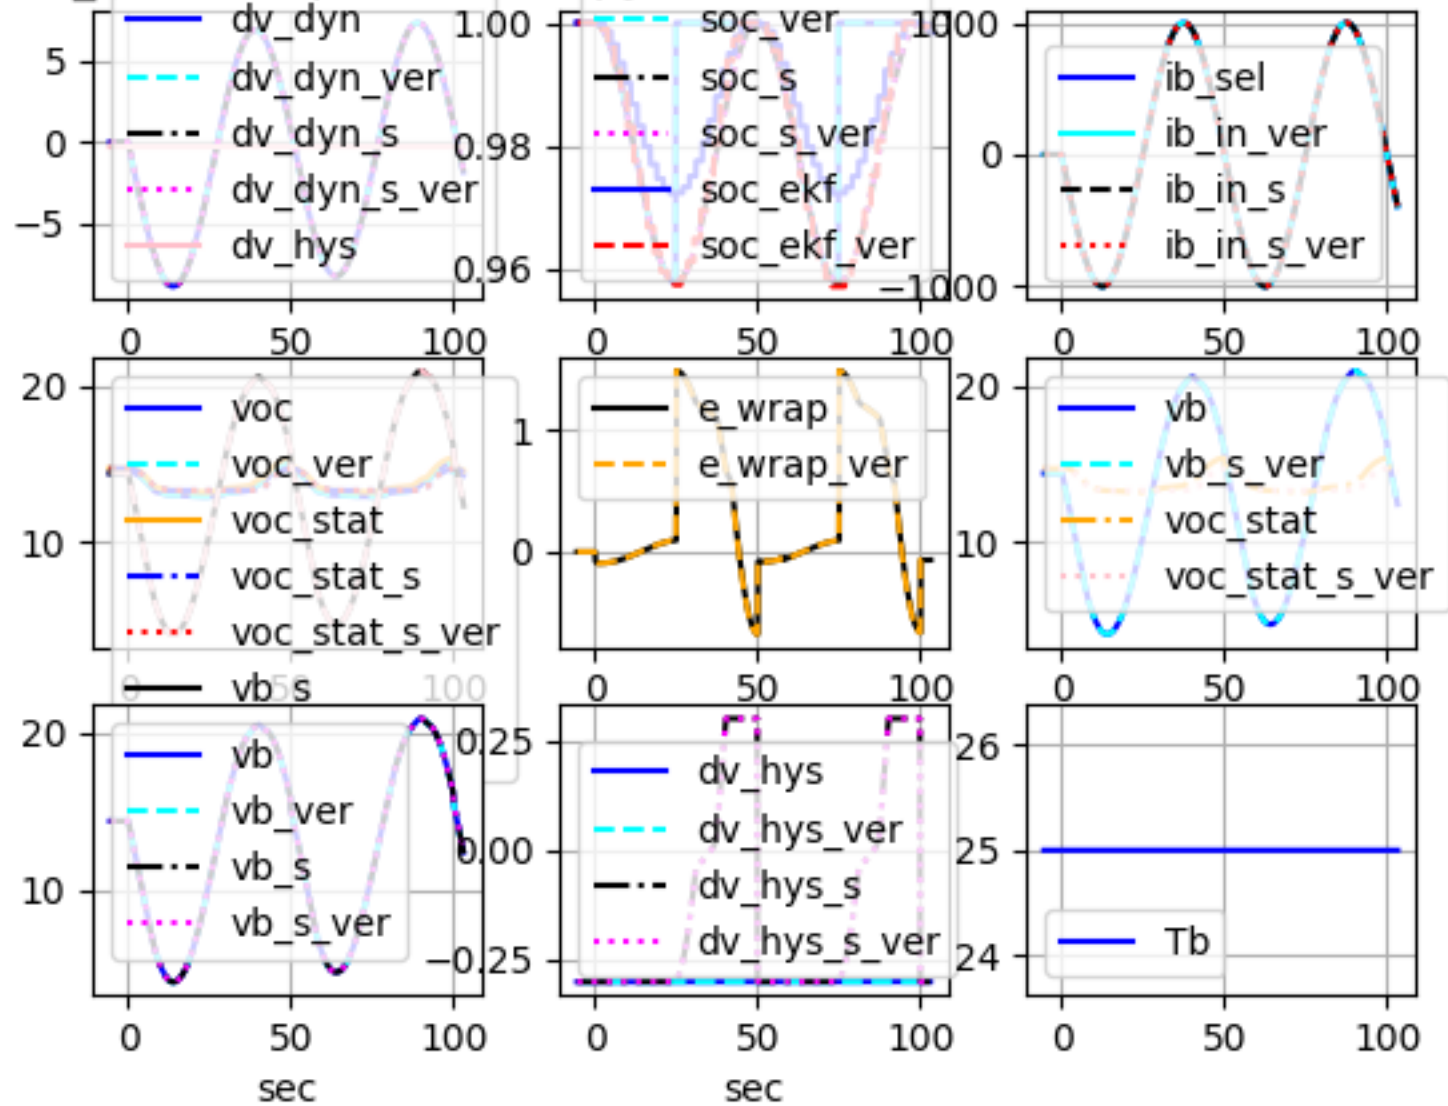 dv_dyn
dv_dyn_ver
dv_dyn_s
dv_dyn_s_ver
dv_hys
5
0
−5
0 50 100
soc_ver
soc_s
soc_s_ver
soc_ekf
soc_ekf_ver
1.00
0.98
0.96
0 50 100
ib_sel
ib_in_ver
ib_in_s
ib_in_s_ver
1000
0
−1000
0 50 100
voc
voc_ver
voc_stat
voc_stat_s
voc_stat_s_ver
vb_s
20
10
0 50 100
e_wrap
e_wrap_ver
1
0
0 50 100
vb
vb_s_ver
voc_stat
voc_stat_s_ver
20
10
0 50 100
vb
vb_ver
vb_s
vb_s_ver
20
10
0 50 100
sec
dv_hys
dv_hys_ver
dv_hys_s
dv_hys_s_ver
0.25
0.00
−0.25
0 50 100
sec
Tb
26
25
24
0 50 100